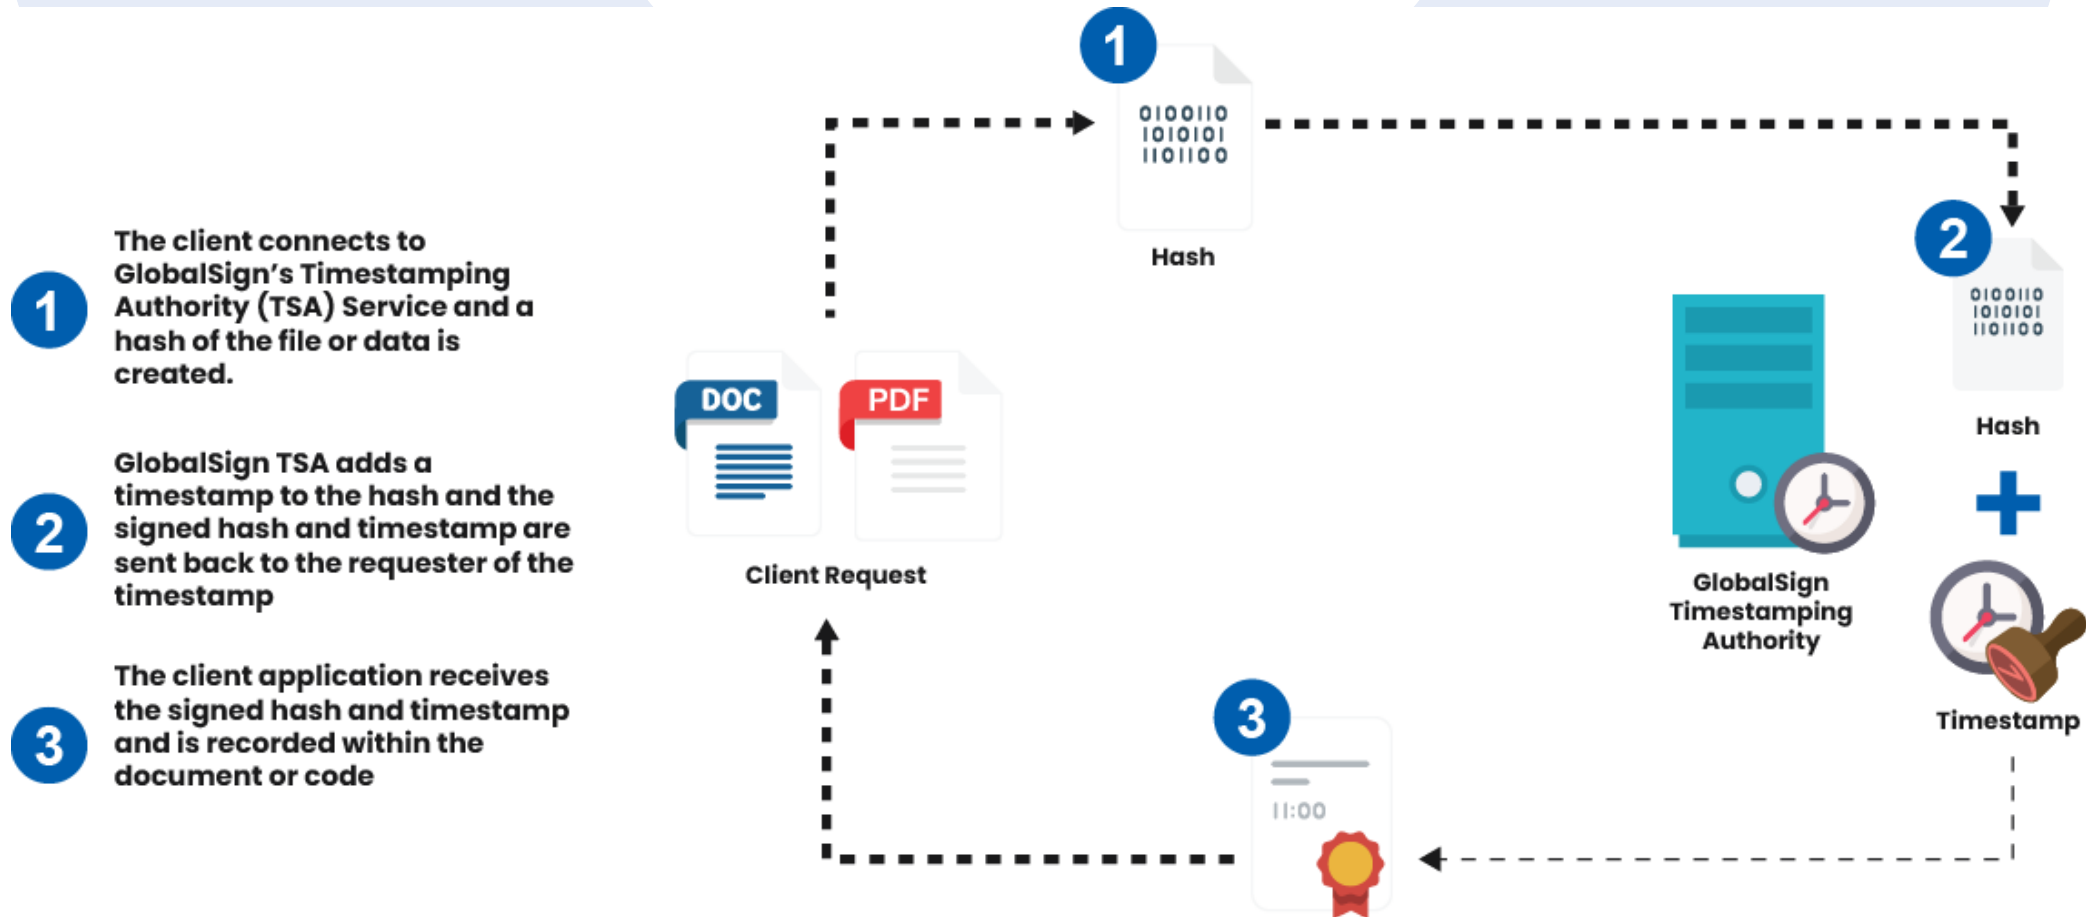 1
The client connects to
GlobalSign's Timestamping
Authority (TSA) Service and a
hash of the file or data is
created.
2
GlobalSign TSA adds a
timestamp to the hash and the
signed hash and timestamp are
sent back to the requester of the
timestamp
3
The client application receives
the signed hash and timestamp
and is recorded within the
document or code
DOC
PDF
Client Request
1
0100110
1010101
1101100
Hash
2
0100110
1010101
1101100
Hash
GlobalSign
Timestamping
Authority
Timestamp
3
11:00